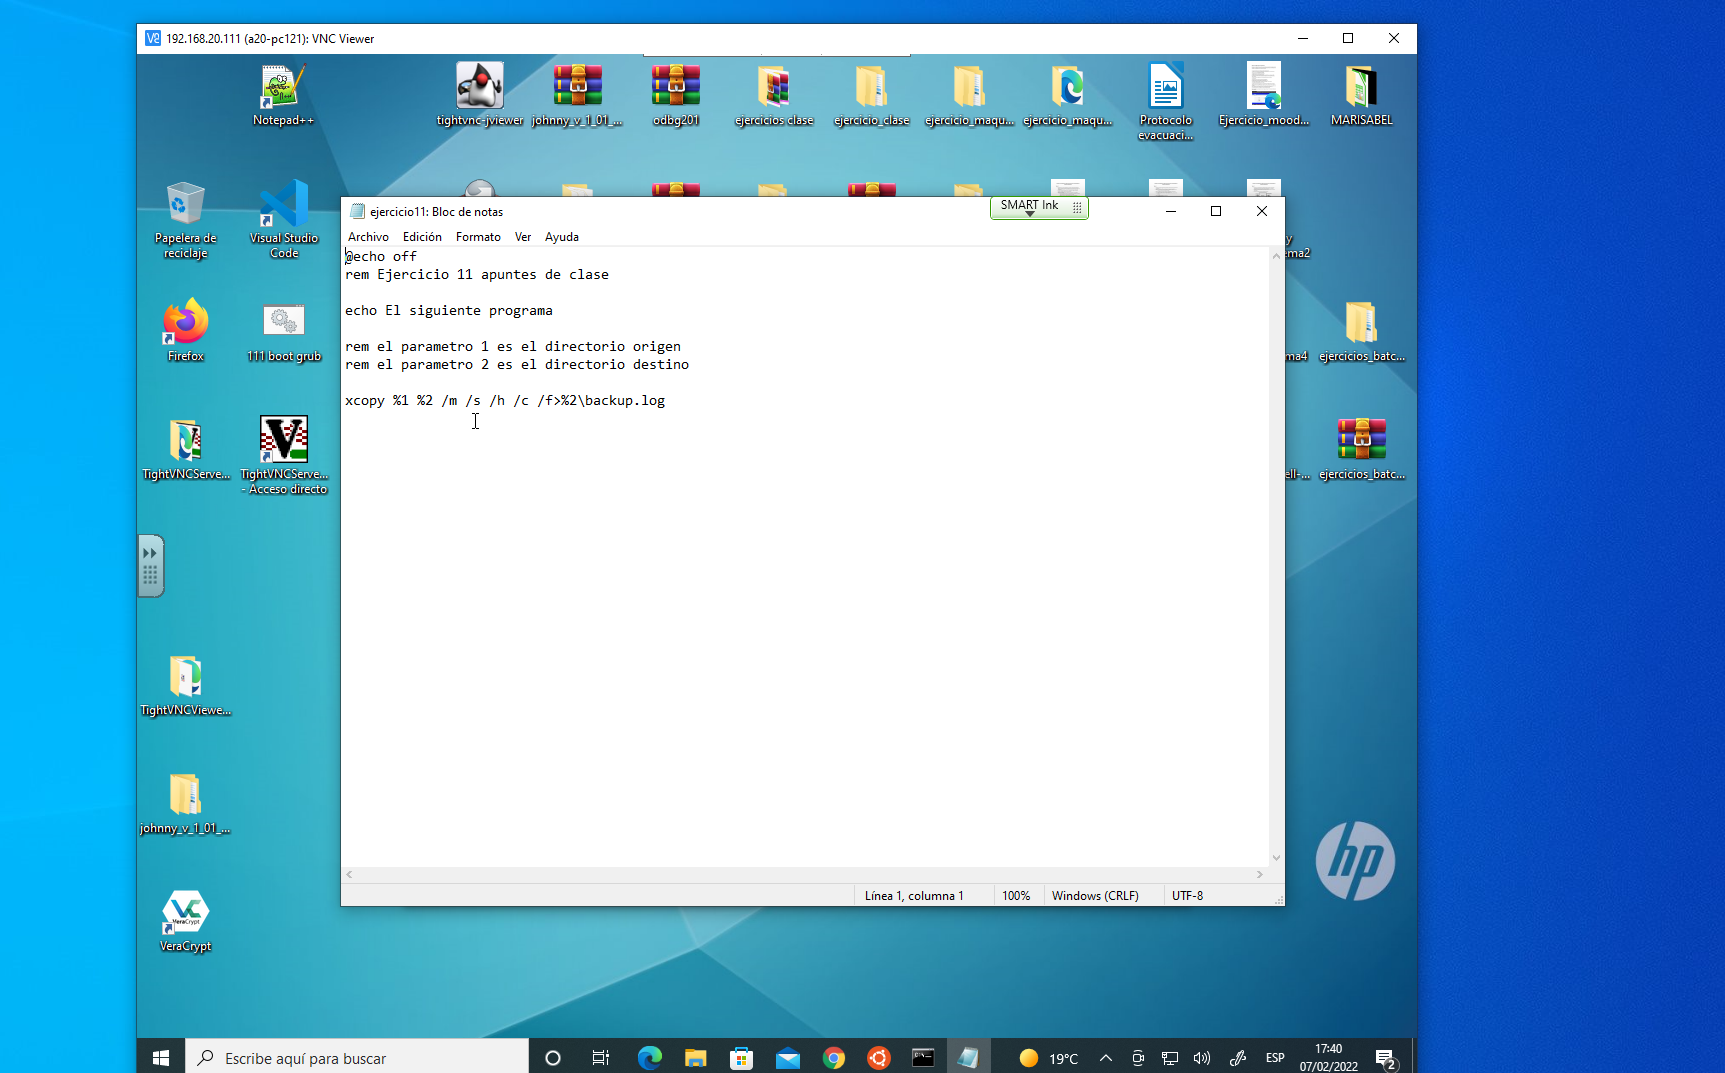 192.168.20.111 (a20-pc121): VNC Viewer
Notepad++
tightvnc-jviewer
johnny_v_1_01_...
odbg201
ejercicios clase
ejercicio_clase
ejercicio_maqu...
ejercicio_maqu...
Protocolo
evacuaci...
Ejercicio_mood...
MARISABEL
Papelera de
reciclaje
Visual Studio
Code
Firefox
111 boot grub
TightVNCServe...
TightVNCServe...
- Acceso directo
TightVNCViewe...
johnny_v_1_01_...
VeraCrypt
VeraCrypt
ejercicio11: Bloc de notas
SMART Ink
Archivo Edición Formato Ver Ayuda
@echo off
rem Ejercicio 11 apuntes de clase
echo El siguiente programa
rem el parametro 1 es el directorio origen
rem el parametro 2 es el directorio destino
xcopy %1 %2 /m /s /h /c /f>%2\backup.log
Línea 1, columna 1 100% Windows (CRLF) UTF-8
y
ema2
ma4
ejercicios_batc...
ell-...
ejercicios_batc...
hp
Escribe aquí para buscar
19°C
ESP
17:40
07/02/2022
2